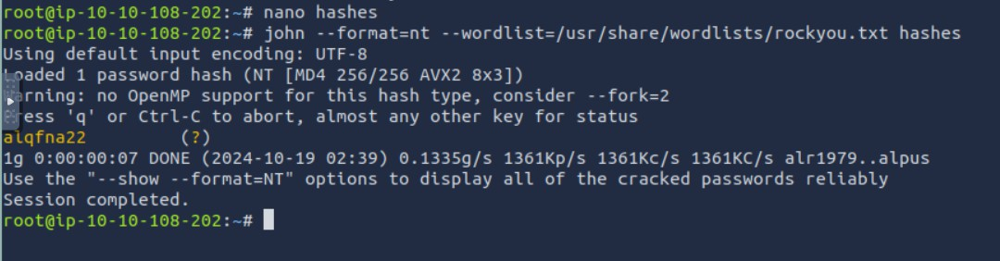 root@ip-10-10-108-202:~# nano hashes
root@ip-10-10-108-202:~# john --format=nt --wordlist=/usr/share/wordlists/rockyou.txt hashes
Using default input encoding: UTF-8
Loaded 1 password hash (NT [MD4 256/256 AVX2 8x3])
Warning: no OpenMP support for this hash type, consider --fork=2
Press 'q' or Ctrl-C to abort, almost any other key for status
alqfna22         (?)
1g 0:00:00:07 DONE (2024-10-19 02:39) 0.1335g/s 1361Kp/s 1361Kc/s 1361KC/s alr1979..alpus
Use the "--show --format=NT" options to display all of the cracked passwords reliably
Session completed.
root@ip-10-10-108-202:~#